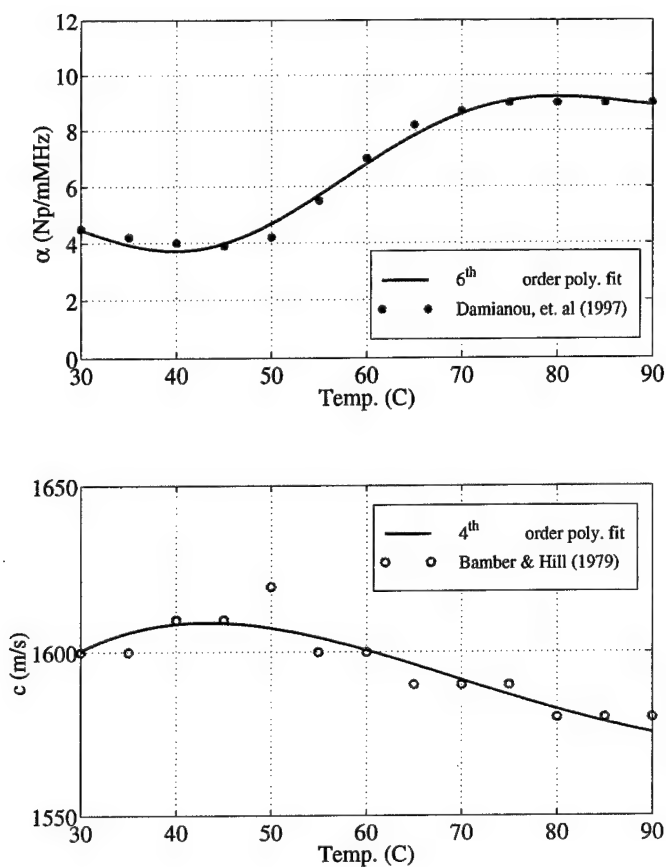 12
10
8
6
4
2
0
α (Np/mMHz)
30 40 50 60 70 80 90
Temp. (C)
6th order poly. fit
Damianou, et. al (1997)
1650
1600
1550
c (m/s)
30 40 50 60 70 80 90
Temp. (C)
4th order poly. fit
Bamber & Hill (1979)